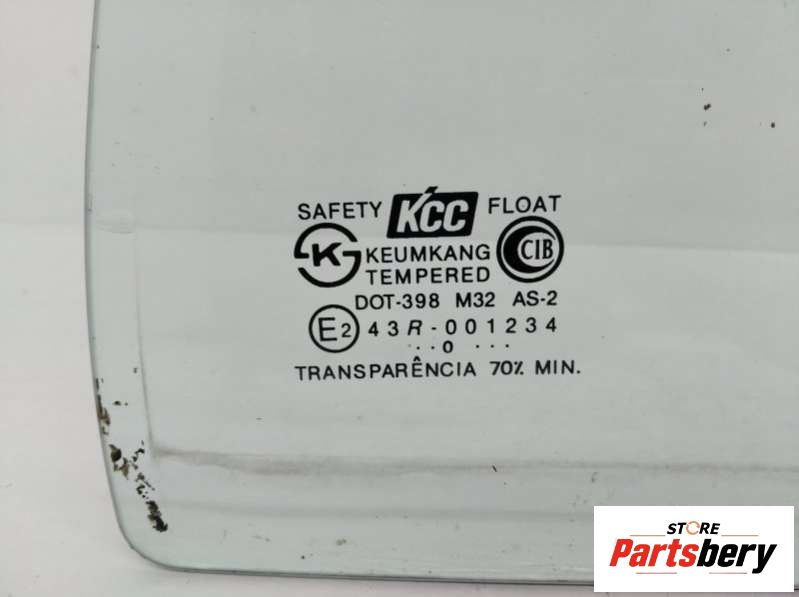 SAFETY KCC FLOAT
K KEUMKANG CIB
TEMPERED
DOT-398 M32 AS-2
E2 43R-001234
..0 ...
TRANSPARÊNCIA 70% MIN.
STORE
Partsbery